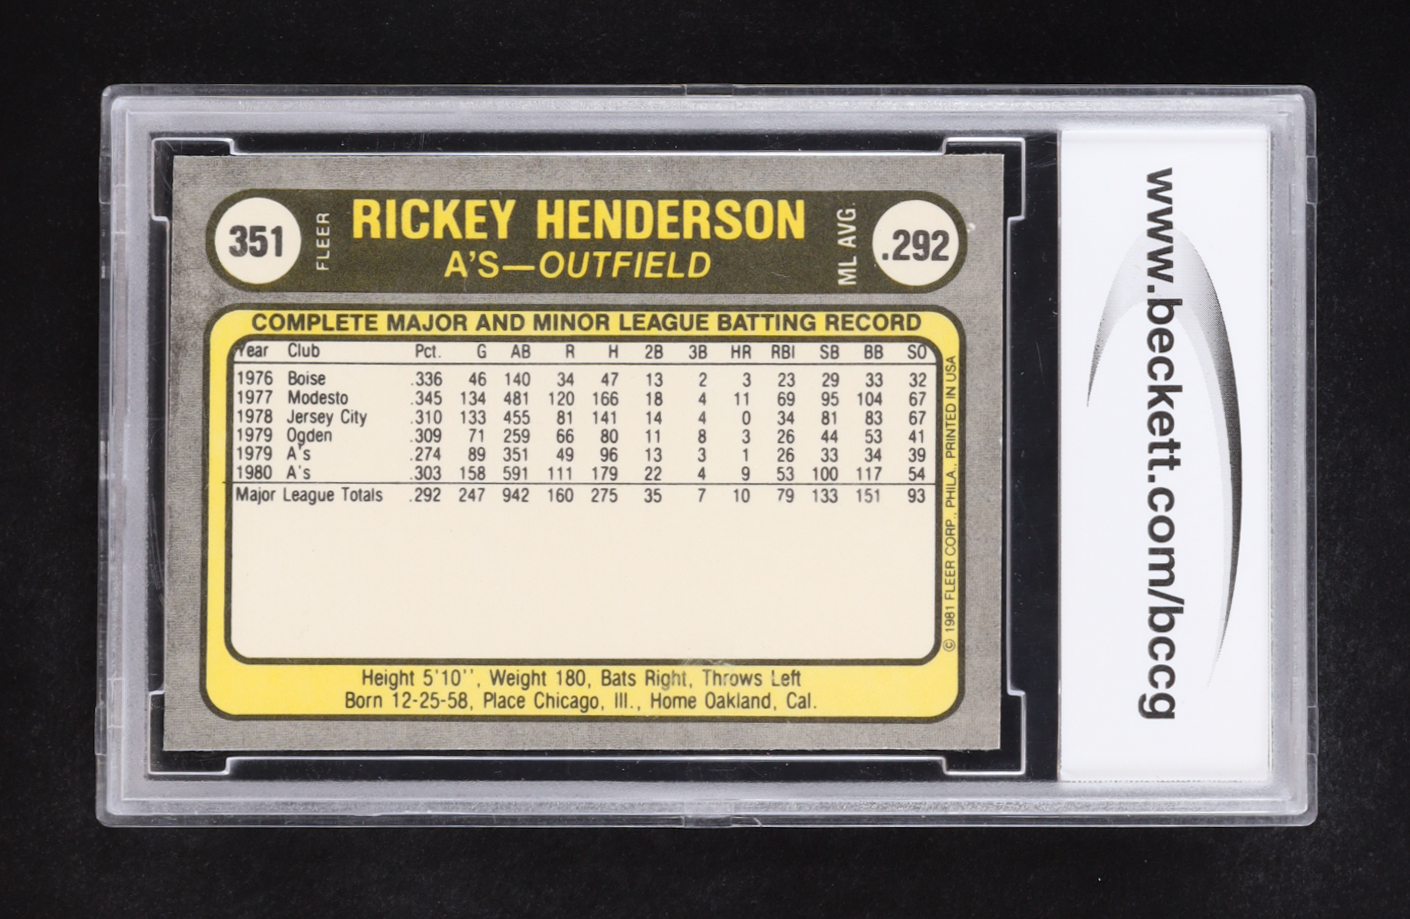 351
FLEER
RICKEY HENDERSON
A'S—OUTFIELD
ML AVG.
.292
COMPLETE MAJOR AND MINOR LEAGUE BATTING RECORD
Year Club Pct. G AB R H 2B 3B HR RBI SB BB SO
1976 Boise .336 46 140 34 47 13 2 3 23 29 33 32
1977 Modesto .345 134 481 120 166 18 4 11 69 95 104 67
1978 Jersey City .310 133 455 81 141 14 4 0 34 81 83 67
1979 Ogden .309 71 259 66 80 11 8 3 26 44 53 41
1979 A's .274 89 351 49 96 13 3 1 26 33 34 39
1980 A's .303 158 591 111 179 22 4 9 53 100 117 54
Major League Totals .292 247 942 160 275 35 7 10 79 133 151 93
Height 5'10'', Weight 180, Bats Right, Throws Left
Born 12-25-58, Place Chicago, Ill., Home Oakland, Cal.
© 1981 FLEER CORP., PHILA., PRINTED IN USA
www.beckett.com/bccg